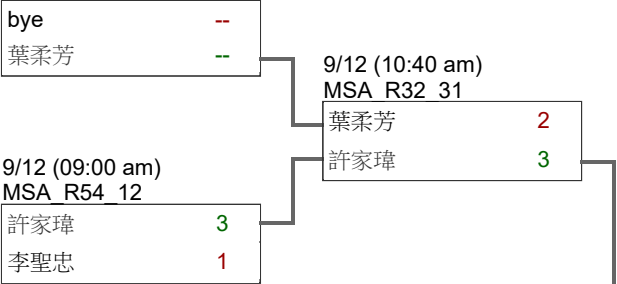 bye --
葉柔芳 --
9/12 (10:40 am)
MSA_R32_31
葉柔芳 2
許家瑋 3
9/12 (09:00 am)
MSA_R54_12
許家瑋 3
李聖忠 1